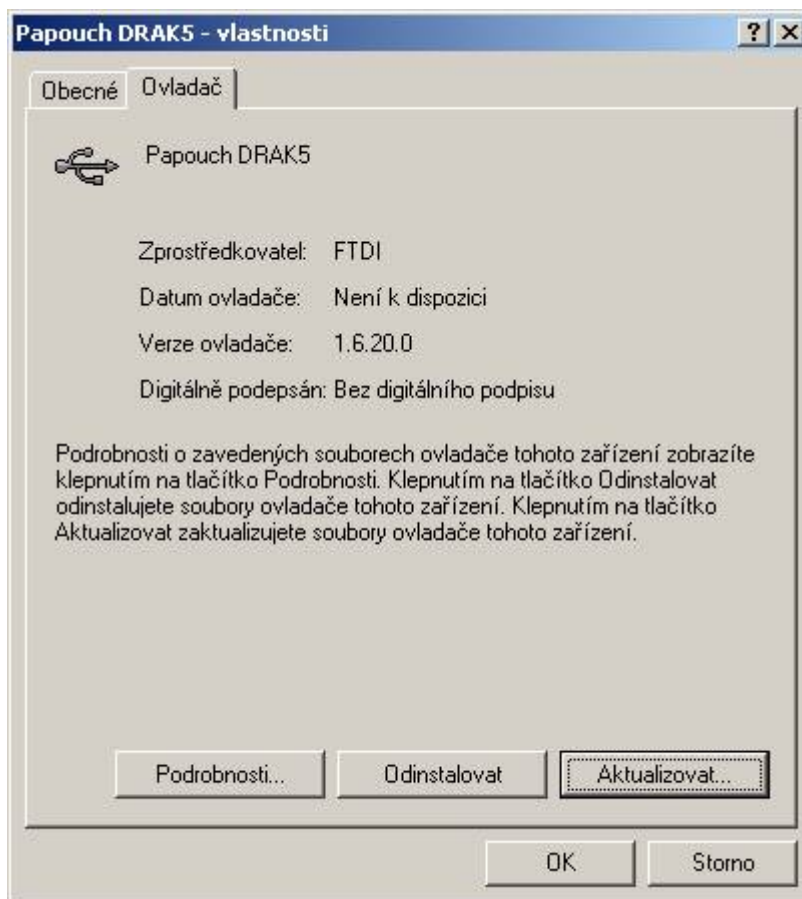 Papouch DRAK5 - vlastnosti
Obecné Ovladač
Papouch DRAK5
Zprostředkovatel: FTDI
Datum ovladače: Není k dispozici
Verze ovladače: 1.6.20.0
Digitálně podepsán: Bez digitálního podpisu
Podrobnosti o zavedených souborech ovladače tohoto zařízení zobrazíte
klepnutím na tlačítko Podrobnosti. Klepnutím na tlačítko Odinstalovat
odinstalujete soubory ovladače tohoto zařízení. Klepnutím na tlačítko
Aktualizovat zaktualizujete soubory ovladače tohoto zařízení.
Podrobnosti... Odinstalovat Aktualizovat...
OK Storno